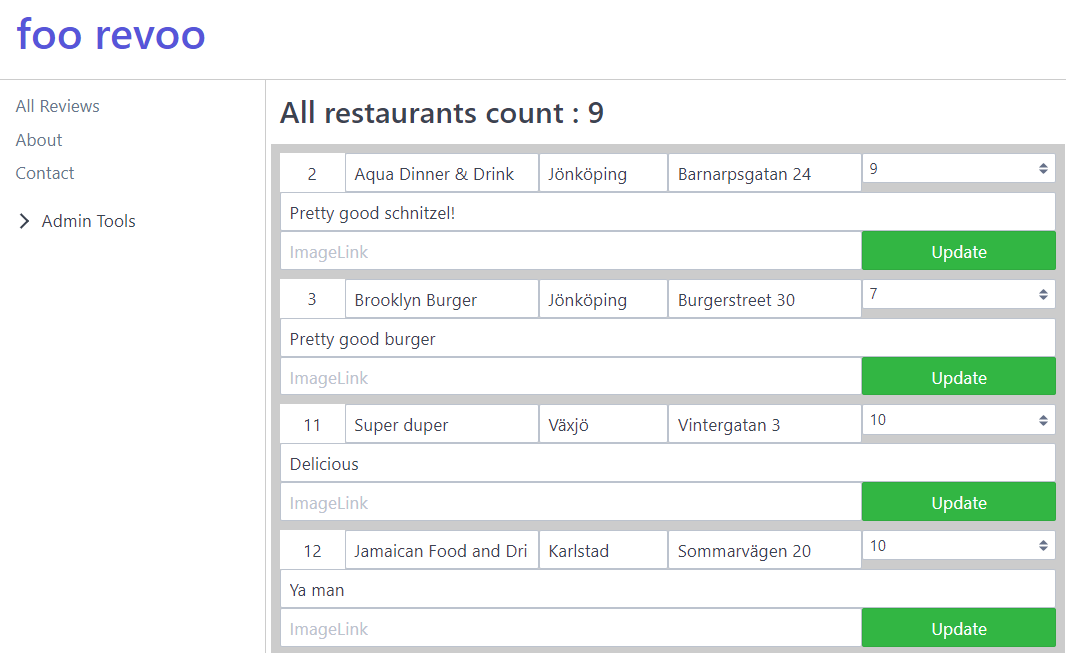 foo revoo
All Reviews
About
Contact
Admin Tools
All restaurants count : 9
2 Aqua Dinner & Drink Jönköping Barnarpsgatan 24 9
Pretty good schnitzel!
ImageLink Update
3 Brooklyn Burger Jönköping Burgerstreet 30 7
Pretty good burger
ImageLink Update
11 Super duper Växjö Vintergatan 3 10
Delicious
ImageLink Update
12 Jamaican Food and Dri Karlstad Sommarvägen 20 10
Ya man
ImageLink Update